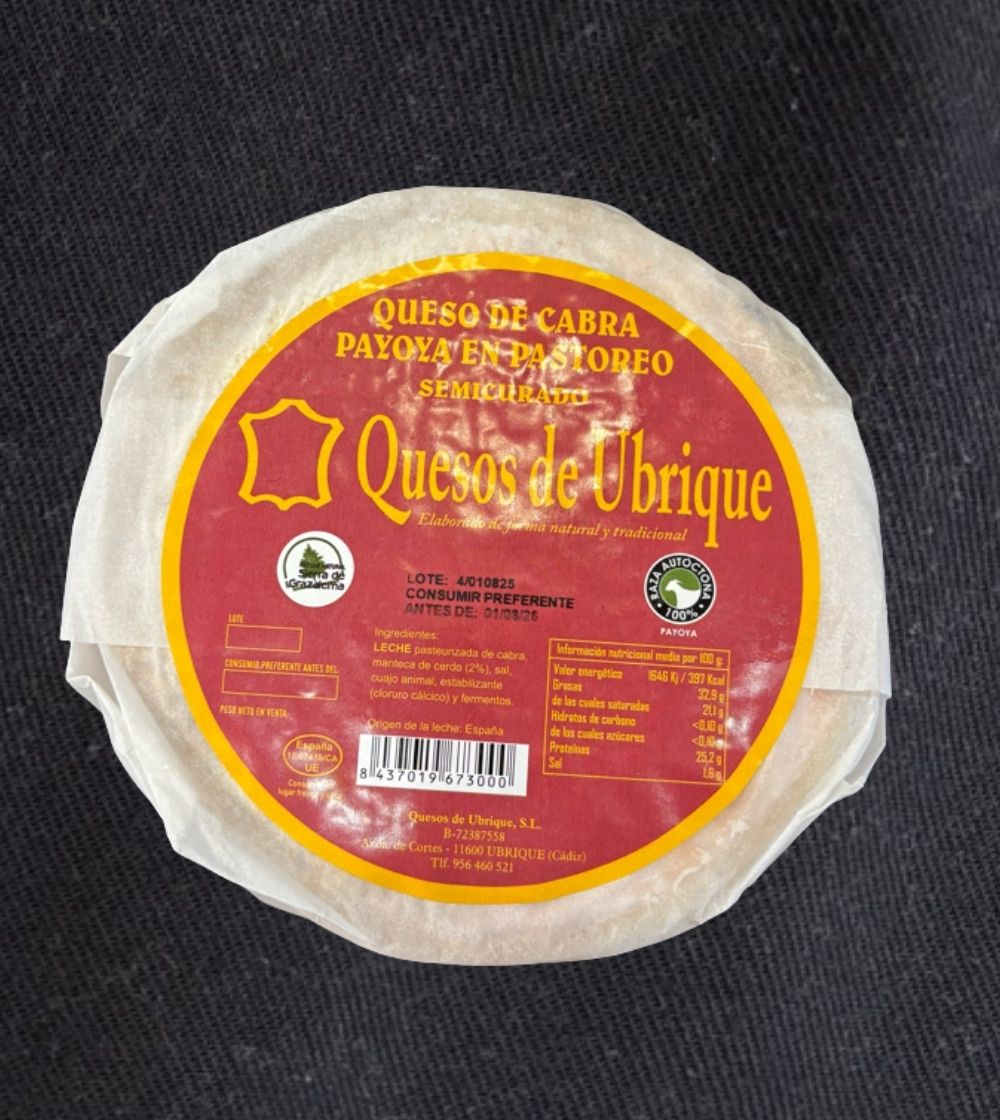 QUESO DE CABRA
PAYOYA EN PASTOREO
SEMICURADO
Quesos de Ubrique
Elaborado de forma natural y tradicional
Sierra de
Grazalema
RAZA AUTOCTONA
100%
PAYOYA
LOTE: 4/010825
CONSUMIR PREFERENTE
ANTES DE: 01/08/26
LOTE
CONSUMIR PREFERENTE ANTES DEL
PESO NETO EN VENTA
Ingredientes:
LECHE pasteurizada de cabra,
manteca de cerdo (2%), sal,
cuajo animal, estabilizante
(cloruro cálcico) y fermentos.
Origen de la leche: España
Información nutricional media por 100 g:
Valor energético 1646 Kj / 397 Kcal
Grasas 32,9 g
de las cuales saturadas 21,1 g
Hidratos de carbono <0,10 g
de los cuales azúcares <0,10
Proteínas 25,2 g
Sal 1,6 g
España
UE
8 437019 673000
Quesos de Ubrique, S.L.
B-72387558
de Cortes - 11600 UBRIQUE (Cádiz)
Tlf. 956 460 521